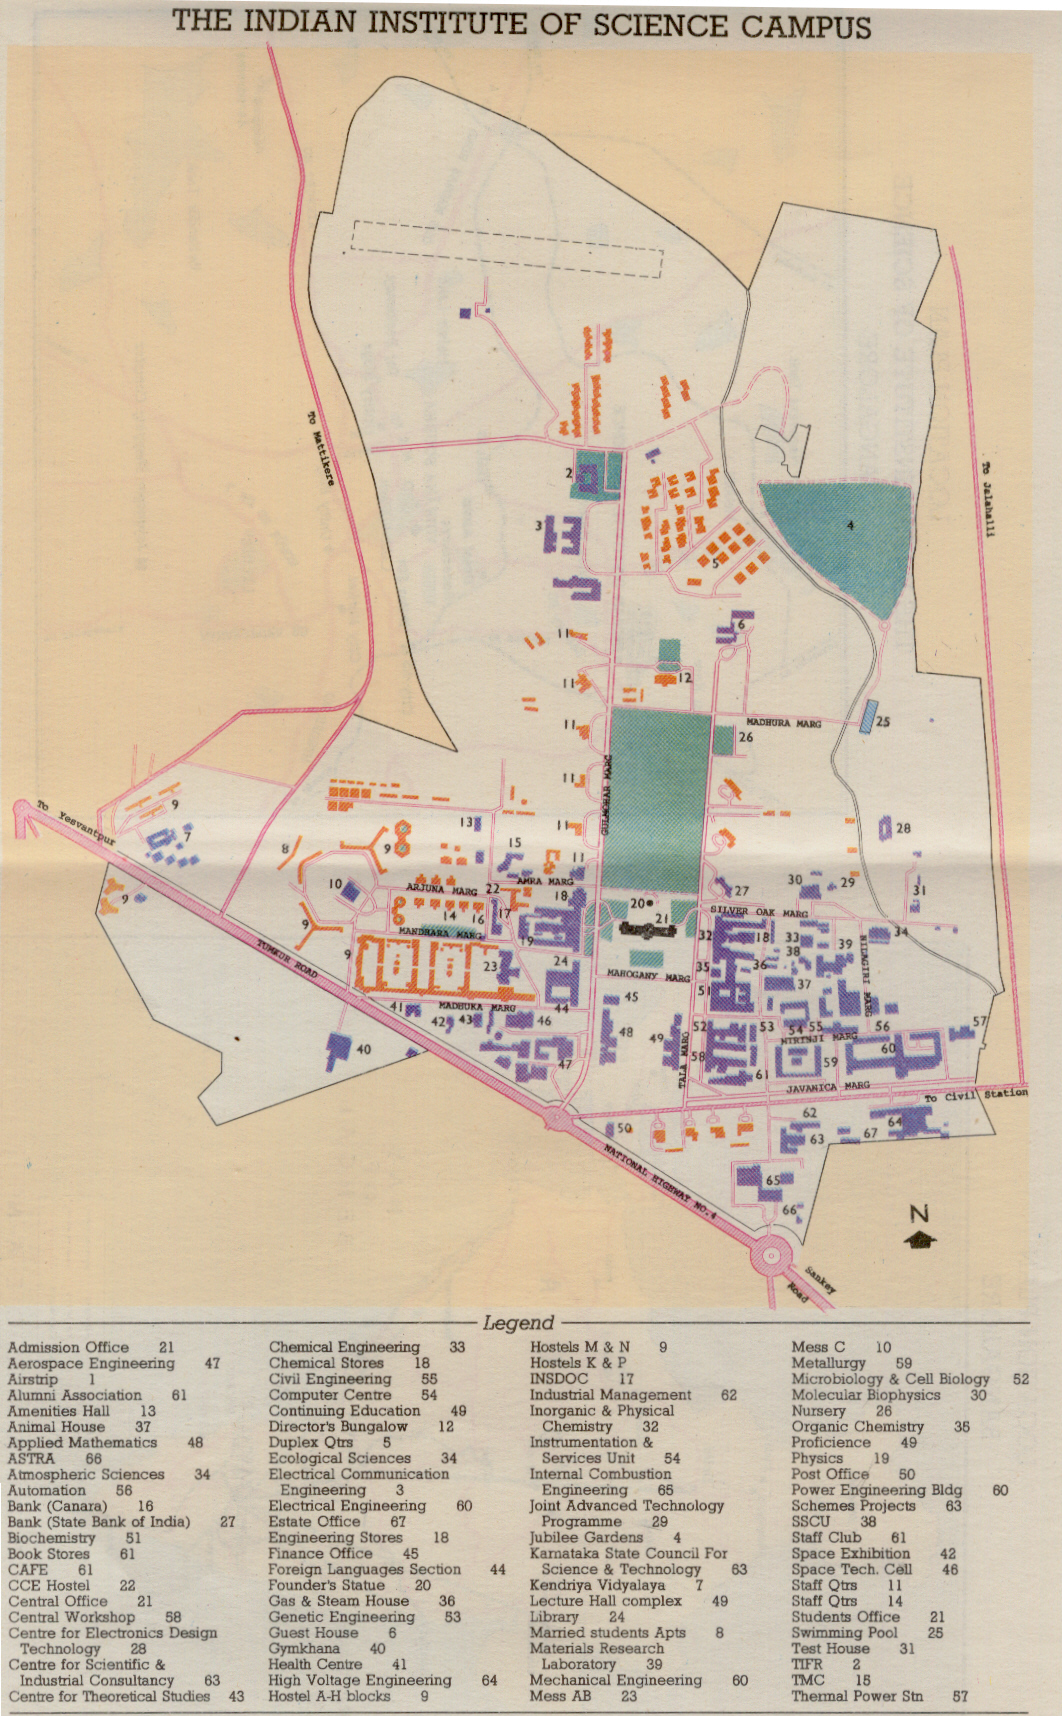 THE INDIAN INSTITUTE OF SCIENCE CAMPUS
To Mattikere
To Jalahalli
2
3
4
5
6
11
12
11
MADHURA MARG
25
26
11
GULMOHAR MARG
To Yesvantpur
9
7
11
13
8
9
15
11
28
11
9
10
ARJUNA MARG
22
AMRA MARG
18
27
30
29
31
14
16
17
20
21
SILVER OAK MARG
9
MANDHARA MARG
19
32
18
33
38
39
34
TUMKUR ROAD
9
23
24
MAHOGANY MARG
35
36
37
NILAGIRI MARG
51
41
MADHUKA MARG
44
45
42
43
46
48
49
52
53
54
55
56
57
MIRINJI MARG
40
47
TALA MARG
58
61
59
60
JAVANICA MARG
To Civil Station
50
62
63
67
64
NATIONAL HIGHWAY NO.4
65
66
N
Sankey
Road
Legend
Admission Office 21
Aerospace Engineering 47
Airstrip 1
Alumni Association 61
Amenities Hall 13
Animal House 37
Applied Mathematics 48
ASTRA 66
Atmospheric Sciences 34
Automation 56
Bank (Canara) 16
Bank (State Bank of India) 27
Biochemistry 51
Book Stores 61
CAFE 61
CCE Hostel 22
Central Office 21
Central Workshop 58
Centre for Electronics Design
Technology 28
Centre for Scientific &
Industrial Consultancy 63
Centre for Theoretical Studies 43
Chemical Engineering 33
Chemical Stores 18
Civil Engineering 55
Computer Centre 54
Continuing Education 49
Director's Bungalow 12
Duplex Qtrs 5
Ecological Sciences 34
Electrical Communication
Engineering 3
Electrical Engineering 60
Estate Office 67
Engineering Stores 18
Finance Office 45
Foreign Languages Section 44
Founder's Statue 20
Gas & Steam House 36
Genetic Engineering 53
Guest House 6
Gymkhana 40
Health Centre 41
High Voltage Engineering 64
Hostel A-H blocks 9
Hostels M & N 9
Hostels K & P
INSDOC 17
Industrial Management 62
Inorganic & Physical
Chemistry 32
Instrumentation &
Services Unit 54
Internal Combustion
Engineering 65
Joint Advanced Technology
Programme 29
Jubilee Gardens 4
Karnataka State Council For
Science & Technology 63
Kendriya Vidyalaya 7
Lecture Hall complex 49
Library 24
Married students Apts 8
Materials Research
Laboratory 39
Mechanical Engineering 60
Mess AB 23
Mess C 10
Metallurgy 59
Microbiology & Cell Biology 52
Molecular Biophysics 30
Nursery 26
Organic Chemistry 35
Proficience 49
Physics 19
Post Office 50
Power Engineering Bldg 60
Schemes Projects 63
SSCU 38
Staff Club 61
Space Exhibition 42
Space Tech. Cell 46
Staff Qtrs 11
Staff Qtrs 14
Students Office 21
Swimming Pool 25
Test House 31
TIFR 2
TMC 15
Thermal Power Stn 57